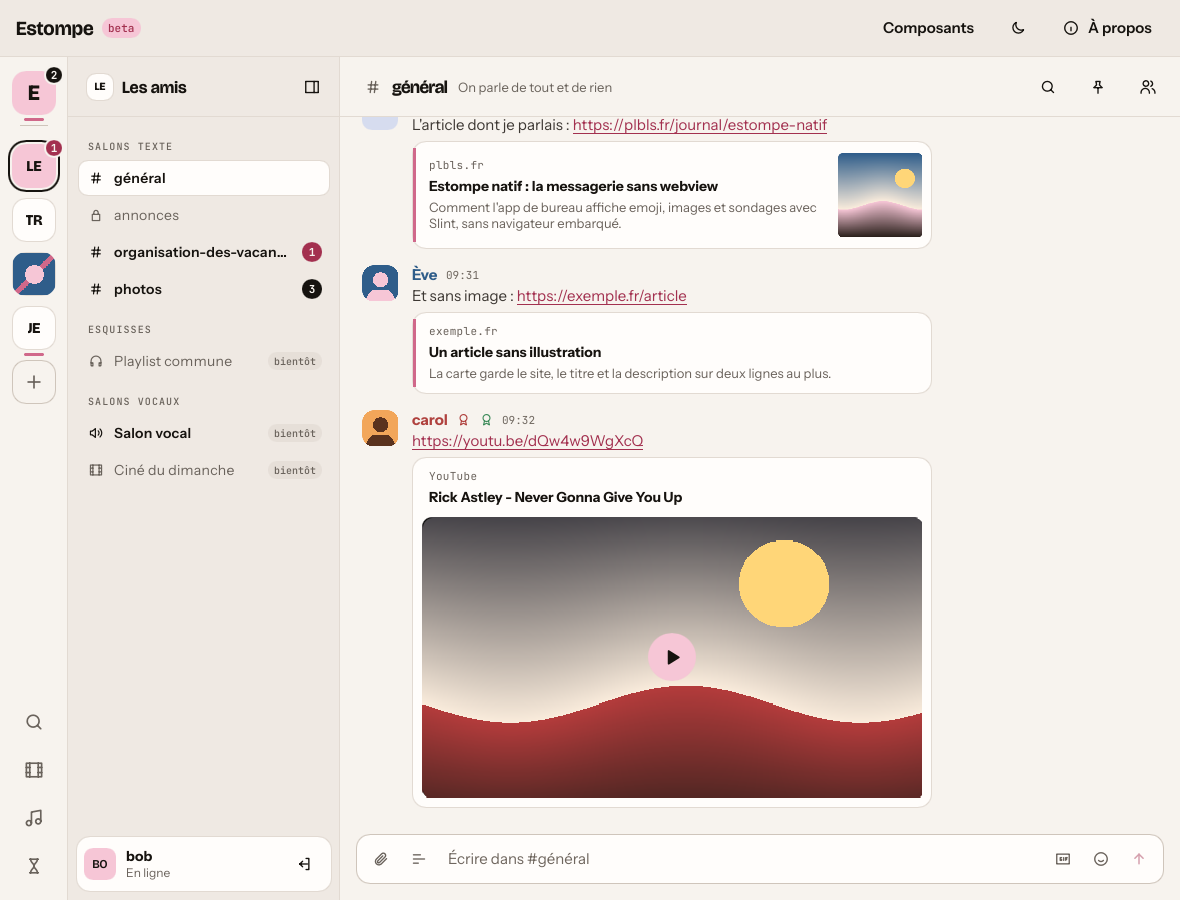 Estompe beta
Composants
À propos
E 2
LE 1
TR
JE
LE Les amis
SALONS TEXTE
général
annonces
organisation-des-vacan... 1
photos 3
ESQUISSES
Playlist commune bientôt
SALONS VOCAUX
Salon vocal bientôt
Ciné du dimanche bientôt
BO bob
En ligne
# général On parle de tout et de rien
L'article dont je parlais : https://plbls.fr/journal/estompe-natif
plbls.fr
Estompe natif : la messagerie sans webview
Comment l'app de bureau affiche emoji, images et sondages avec
Slint, sans navigateur embarqué.
Ève 09:31
Et sans image : https://exemple.fr/article
exemple.fr
Un article sans illustration
La carte garde le site, le titre et la description sur deux lignes au plus.
carol 09:32
https://youtu.be/dQw4w9WgXcQ
YouTube
Rick Astley - Never Gonna Give You Up
Écrire dans #général
GIF